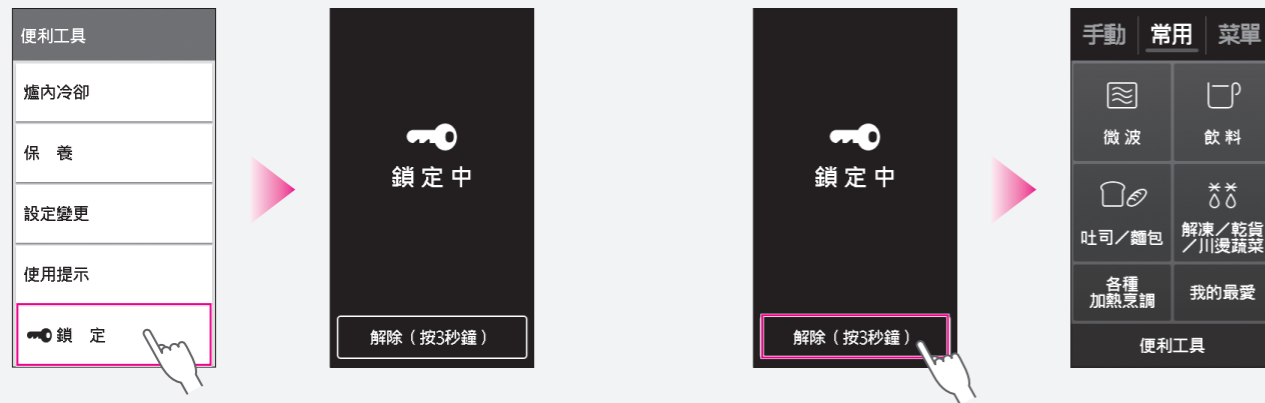 便利工具
爐內冷卻
保 養
設定變更
使用提示
鎖 定
鎖定中
解除（按3秒鐘）
鎖定中
解除（按3秒鐘）
手動 常用 菜單
微波 飲料
吐司／麵包
解凍／乾貨
／川燙蔬菜
各種
加熱烹調
我的最愛
便利工具